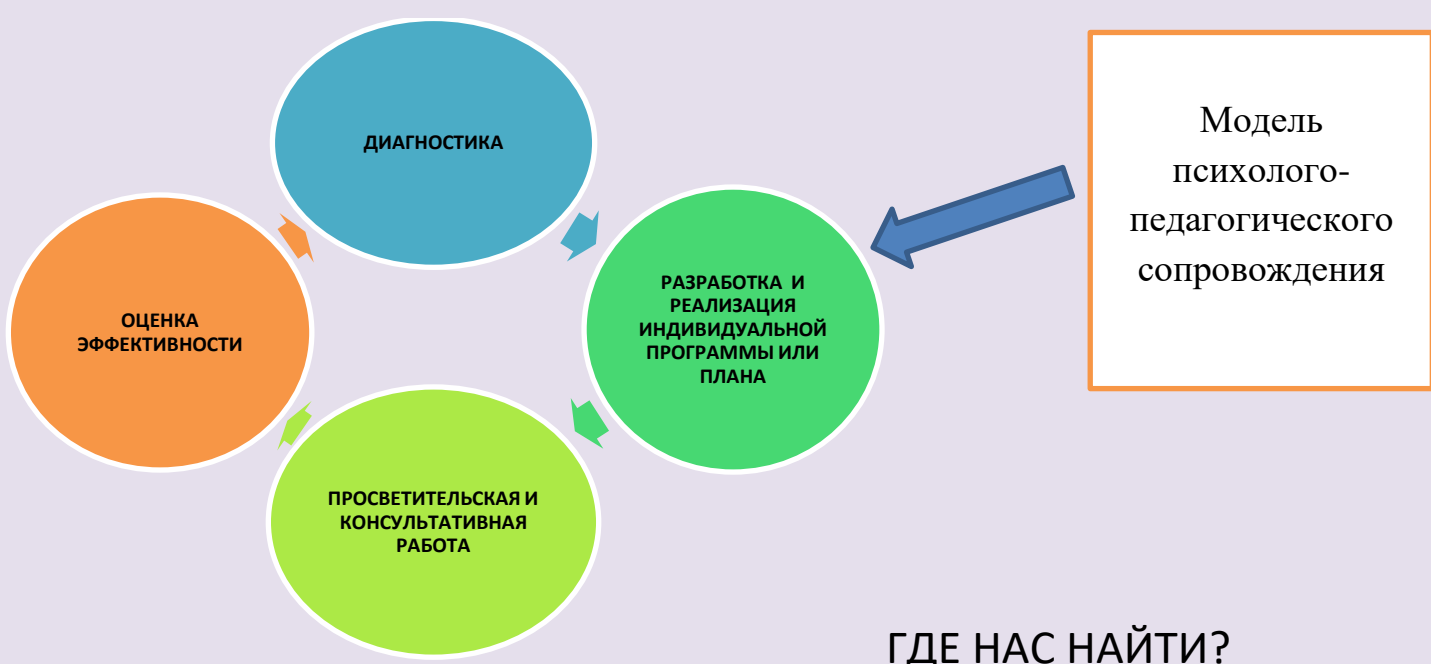 ДИАГНОСТИКА
РАЗРАБОТКА И
РЕАЛИЗАЦИЯ
ИНДИВИДУАЛЬНОЙ
ПРОГРАММЫ ИЛИ
ПЛАНА
ПРОСВЕТИТЕЛЬСКАЯ И
КОНСУЛЬТАТИВНАЯ
РАБОТА
ОЦЕНКА
ЭФФЕКТИВНОСТИ
Модель
психолого-
педагогического
сопровождения
ГДЕ НАС НАЙТИ?